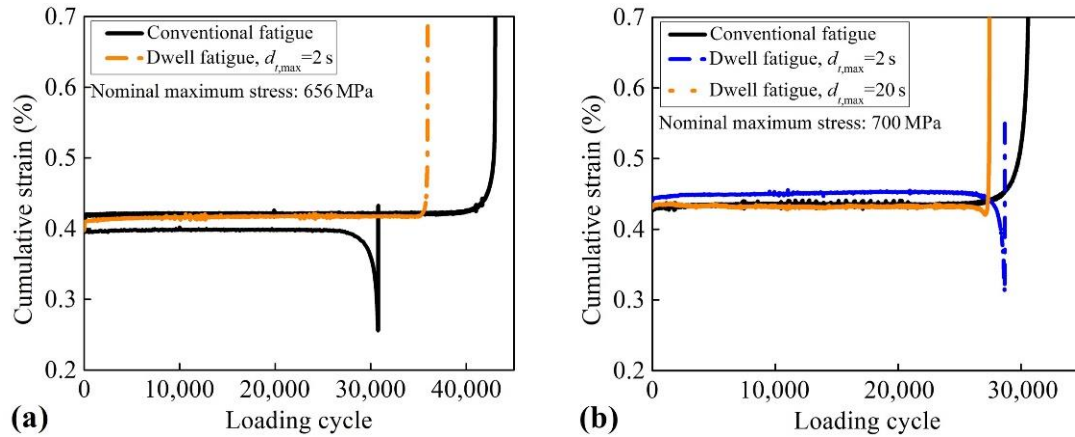 0.7
0.6
0.5
0.4
0.3
0.2
Cumulative strain (%)
Conventional fatigue
Dwell fatigue, dt,max=2 s
Nominal maximum stress: 656 MPa
0
10,000
20,000
30,000
40,000
Loading cycle
(a)
0.7
0.6
0.5
0.4
0.3
0.2
Cumulative strain (%)
Conventional fatigue
Dwell fatigue, dt,max=2 s
Dwell fatigue, dt,max=20 s
Nominal maximum stress: 700 MPa
0
10,000
20,000
30,000
Loading cycle
(b)